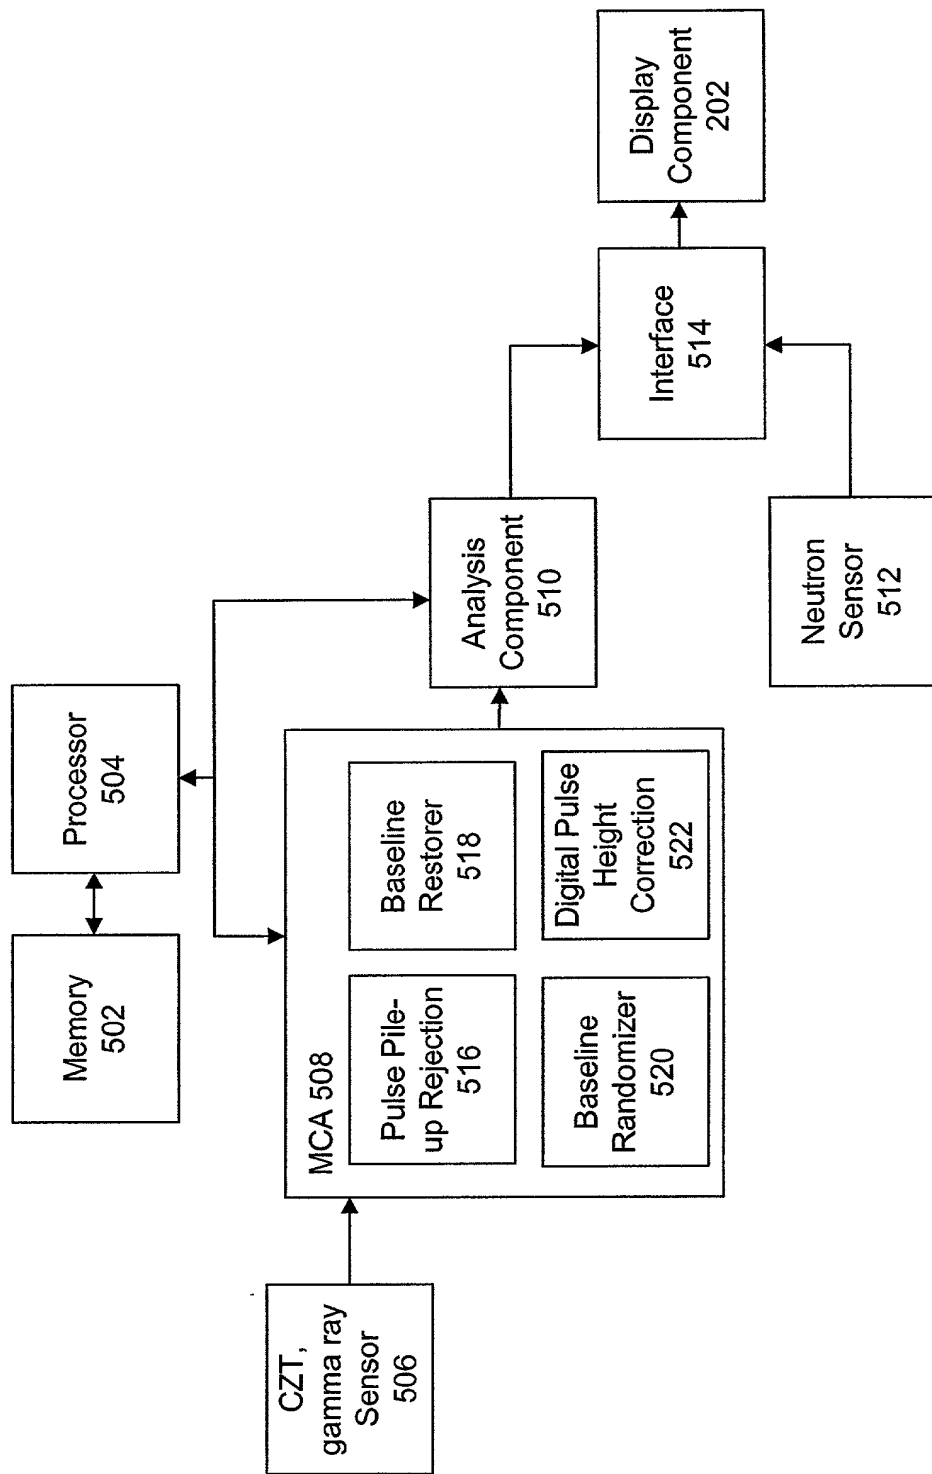 Memory
502
Processor
504
CZT,
gamma ray
Sensor
506
MCA 508
Pulse Pile-
up Rejection
516
Baseline
Restorer
518
Baseline
Randomizer
520
Digital Pulse
Height
Correction
522
Analysis
Component
510
Neutron
Sensor
512
Interface
514
Display
Component
202